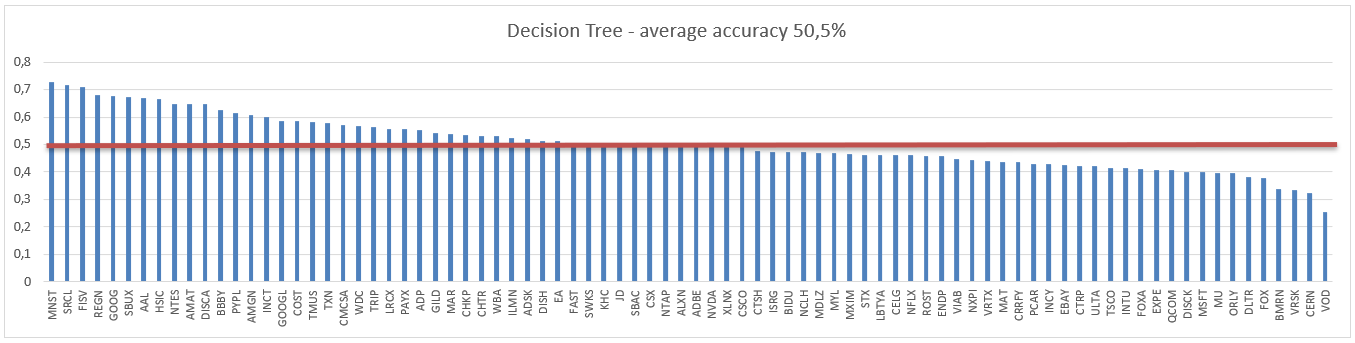 Decision Tree - average accuracy 50,5%
0,8
0,7
0,6
0,5
0,4
0,3
0,2
0,1
0
MNST
SRCL
FISV
REGN
GOOG
SBUX
AAL
HSIC
NTES
AMAT
DISCA
BBBY
PYPL
AMGN
INCT
GOOGL
COST
TMUS
TXN
CMCSA
WDC
TRIP
LRCX
PAYX
ADP
GILD
MAR
CHKP
CHTR
WBA
ILMN
ADSK
DISH
EA
FAST
SWKS
KHC
JD
SBAC
CSX
NTAP
ALXN
ADBE
NVDA
XLNX
CSCO
CTSH
ISRG
BIDU
NCLH
MDLZ
MYL
MXIM
STX
LBTYA
CELG
NFLX
ROST
ENDP
VIAB
NXPI
VRTX
MAT
CRRFY
PCAR
INCY
EBAY
CTRP
ULTA
TSCO
INTU
FOXA
EXPE
QCOM
DISCK
MSFT
MU
ORLY
DLTR
FOX
BMRN
VRSK
CERN
VOD